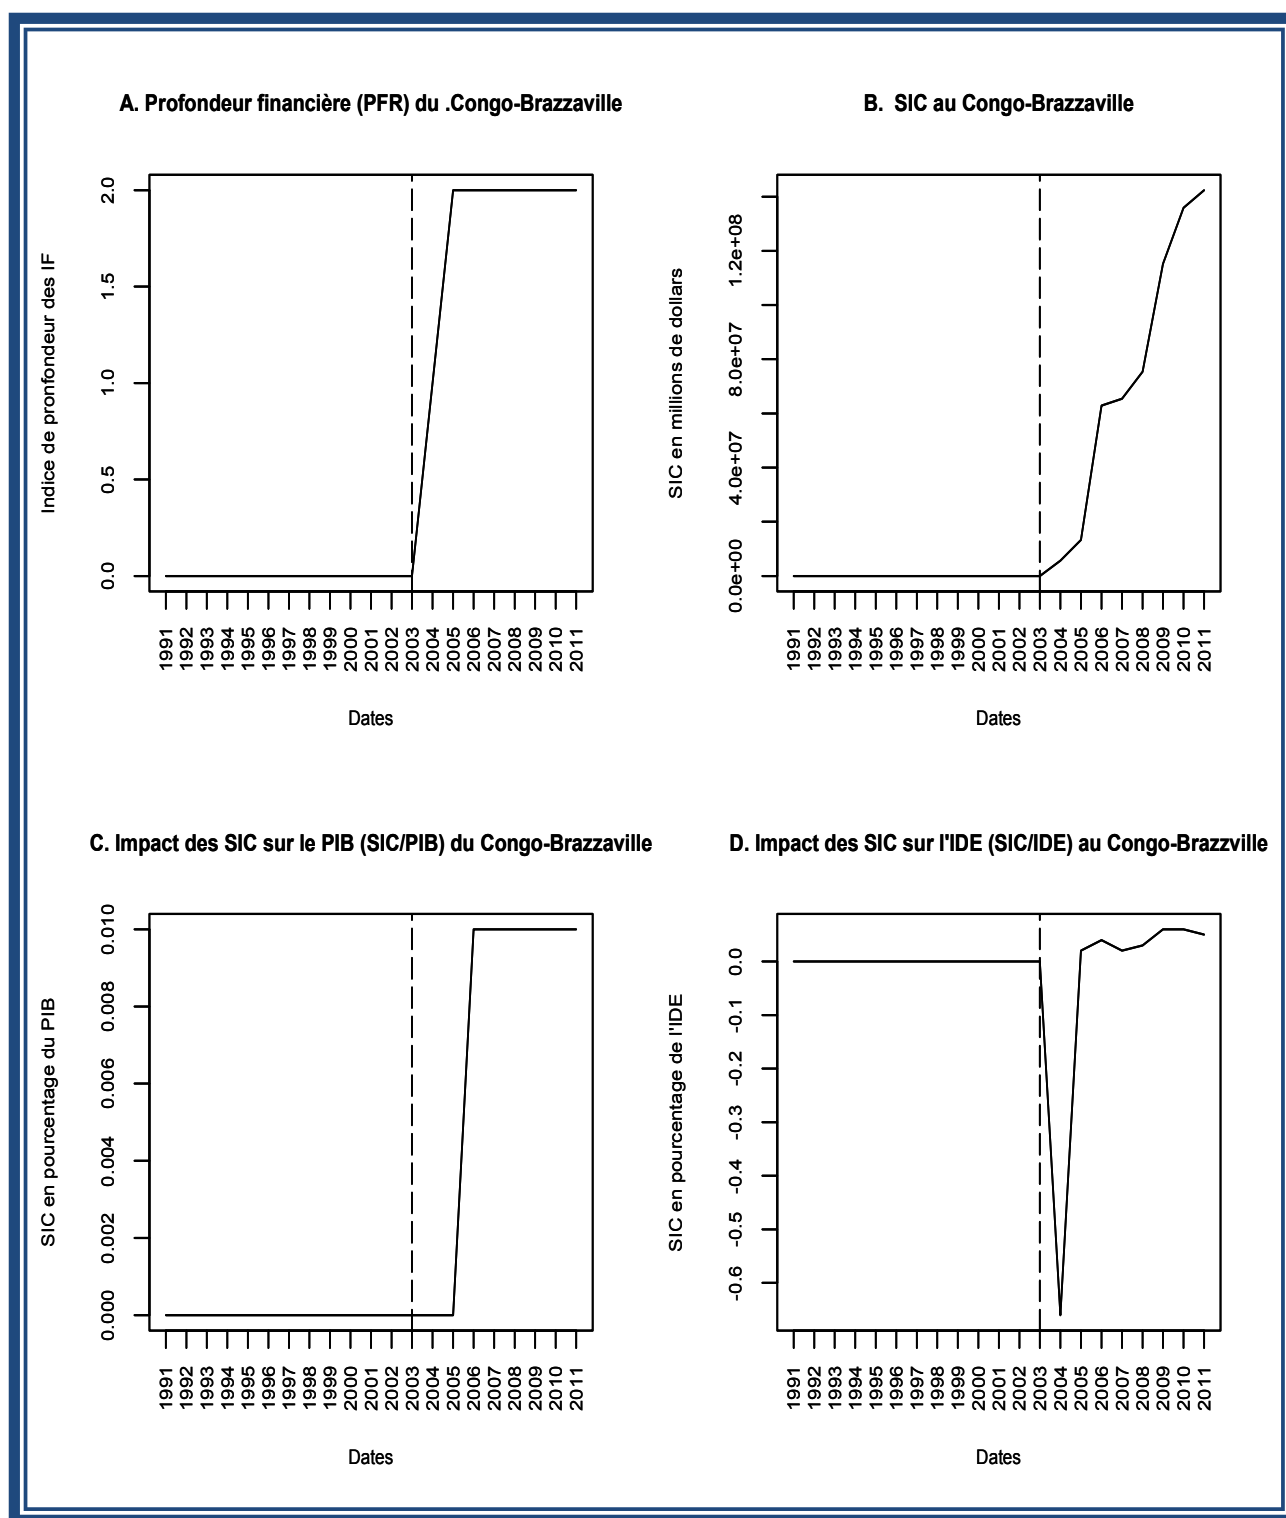 A. Profondeur financière (PFR) du .Congo-Brazzaville
Indice de pronfondeur des IF
2.0
1.5
1.0
0.5
0.0
1991 1992 1993 1994 1995 1996 1997 1998 1999 2000 2001 2002 2003 2004 2005 2006 2007 2008 2009 2010 2011
Dates
B. SIC au Congo-Brazzaville
SIC en millions de dollars
1.2e+08
8.0e+07
4.0e+07
0.0e+00
1991 1992 1993 1994 1995 1996 1997 1998 1999 2000 2001 2002 2003 2004 2005 2006 2007 2008 2009 2010 2011
Dates
C. Impact des SIC sur le PIB (SIC/PIB) du Congo-Brazzaville
SIC en pourcentage du PIB
0.010
0.008
0.006
0.004
0.002
0.000
1991 1992 1993 1994 1995 1996 1997 1998 1999 2000 2001 2002 2003 2004 2005 2006 2007 2008 2009 2010 2011
Dates
D. Impact des SIC sur l'IDE (SIC/IDE) au Congo-Brazzville
SIC en pourcentage de l'IDE
0.0
-0.1
-0.2
-0.3
-0.4
-0.5
-0.6
1991 1992 1993 1994 1995 1996 1997 1998 1999 2000 2001 2002 2003 2004 2005 2006 2007 2008 2009 2010 2011
Dates